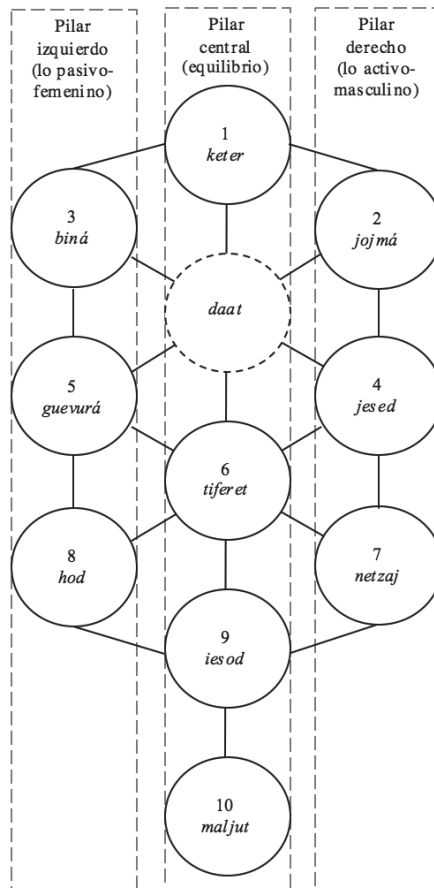 Pilar
izquierdo
(lo pasivo-
femenino)
Pilar
central
(equilibrio)
Pilar
derecho
(lo activo-
masculino)
1
keter
3
biná
2
jojmá
daat
5
guevurá
4
jesed
6
tiferet
8
hod
7
netzaj
9
iesod
10
maljut